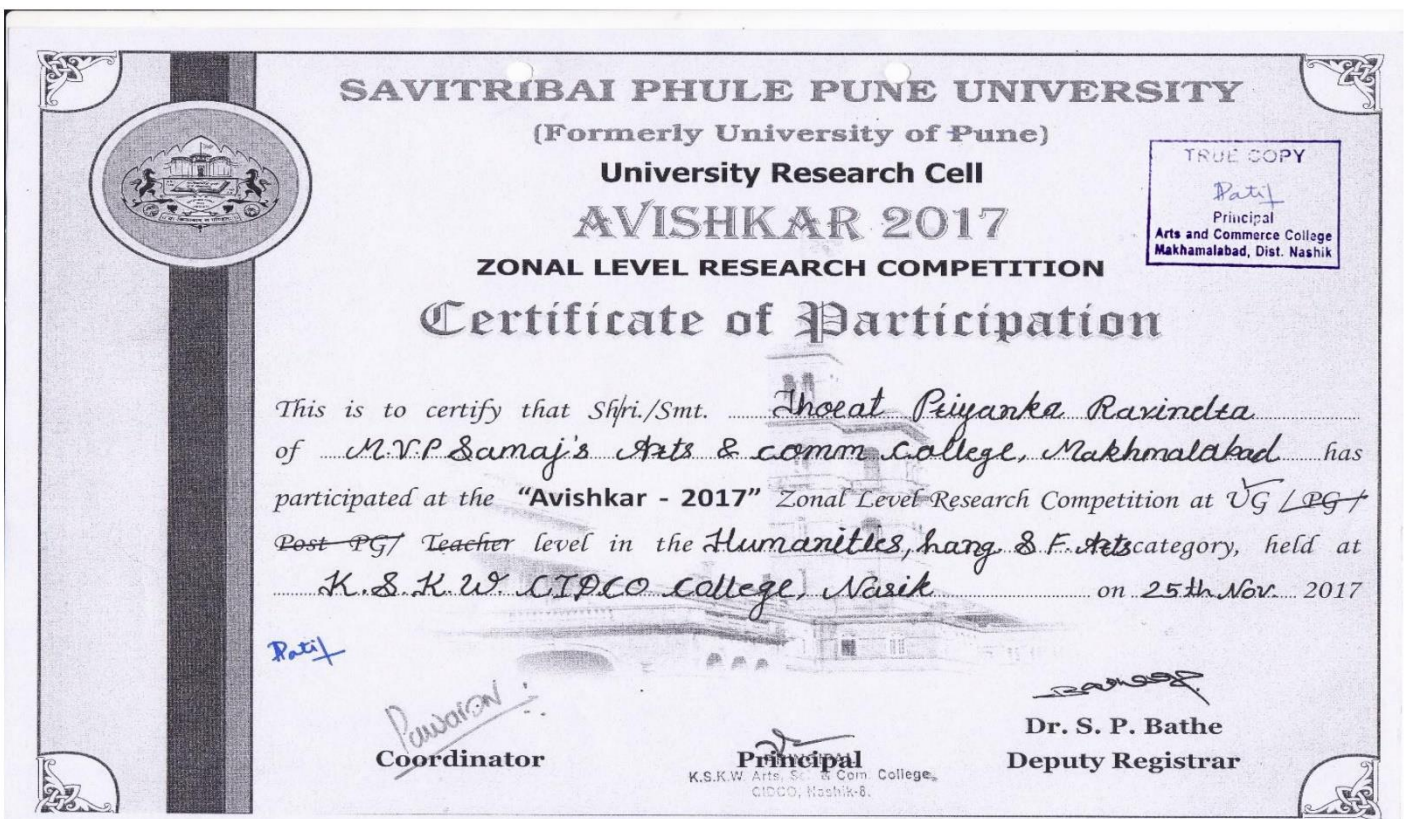 SAVITRIBAI PHULE PUNE UNIVERSITY
(Formerly University of Pune)
University Research Cell
AVISHKAR 2017
ZONAL LEVEL RESEARCH COMPETITION
Certificate of Participation
TRUE COPY
Patil
Principal
Arts and Commerce College
Makhamalabad, Dist. Nashik
This is to certify that Shri./Smt. Thorat Priyanka Ravindra
of M.V.P Samaj's Arts & comm College, Makhmalabad has
participated at the "Avishkar - 2017" Zonal Level Research Competition at UG / PG /
Post PG/ Teacher level in the Humanities, Lang. & F. Arts category, held at
K.S.K.W. CIDCO College, Nasik on 25th Nov. 2017
Patil
Coordinator
Principal
K.S.K.W. Arts, Sc. & Com. College,
CIDCO, Nashik-8.
Dr. S. P. Bathe
Deputy Registrar